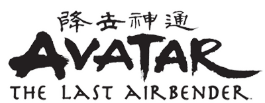 降去神通
AVATAR
THE LAST AIRBENDER